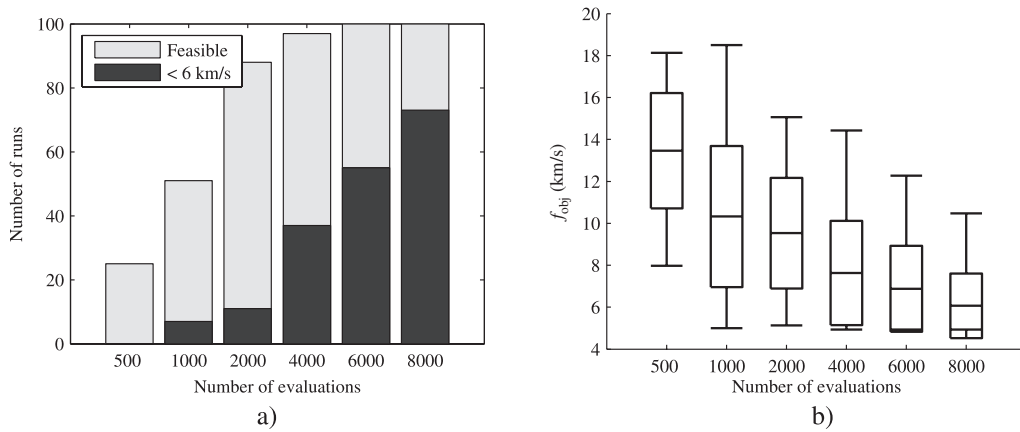 100
80
60
40
20
0
Number of runs
Feasible
< 6 km/s
500 1000 2000 4000 6000 8000
Number of evaluations
a)
20
18
16
14
12
10
8
6
4
fobj (km/s)
500 1000 2000 4000 6000 8000
Number of evaluations
b)